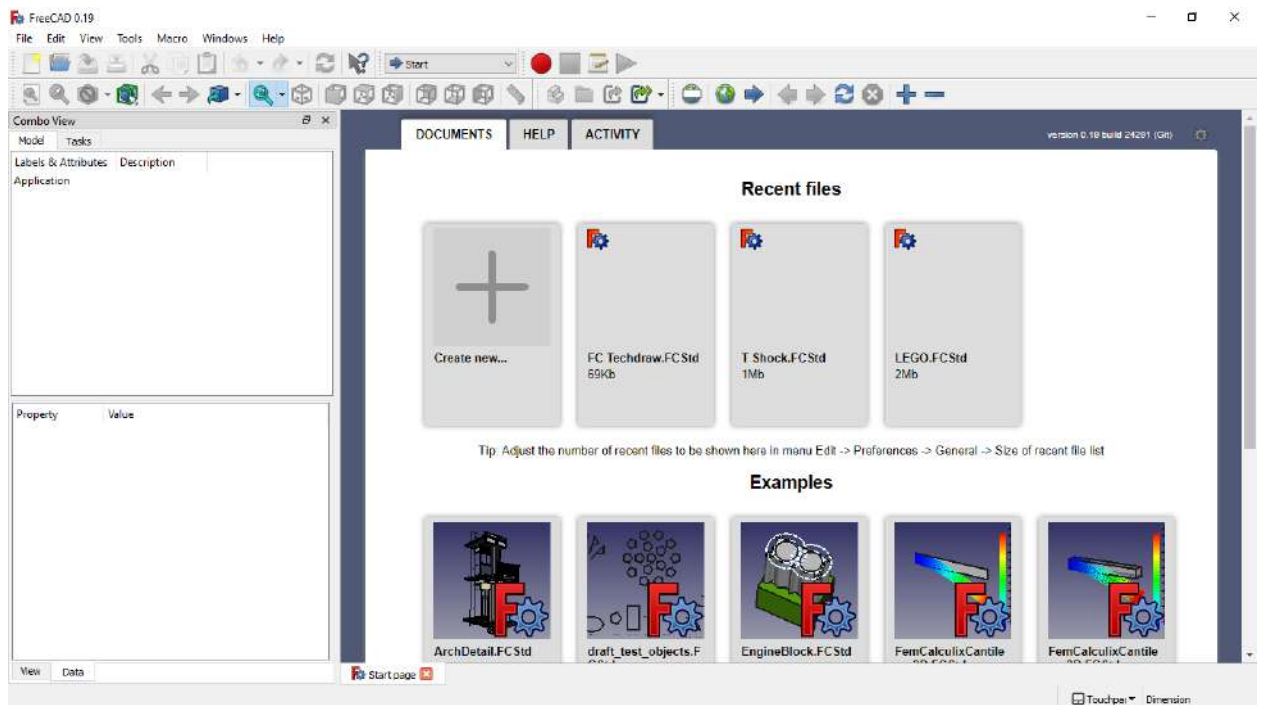 FreeCAD 0.19
File Edit View Tools Macro Windows Help
Start
Combo View
Model Tasks
Labels & Attributes Description
Application
Property Value
View Data
DOCUMENTS HELP ACTIVITY
version 0.19 build 24291 (Git)
Recent files
Create new...
FC Techdraw.FCStd
69Kb
T Shock.FCStd
1Mb
LEGO.FCStd
2Mb
Tip: Adjust the number of recent files to be shown here in menu Edit -> Preferences -> General -> Size of recent file list
Examples
ArchDetail.FCStd
draft_test_objects.F
EngineBlock.FCStd
FemCalculixCantile
FemCalculixCantile
Start page
Touchpa Dimension